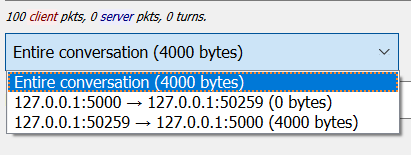 100 client pkts, 0 server pkts, 0 turns.
Entire conversation (4000 bytes)
Entire conversation (4000 bytes)
127.0.0.1:5000 → 127.0.0.1:50259 (0 bytes)
127.0.0.1:50259 → 127.0.0.1:5000 (4000 bytes)